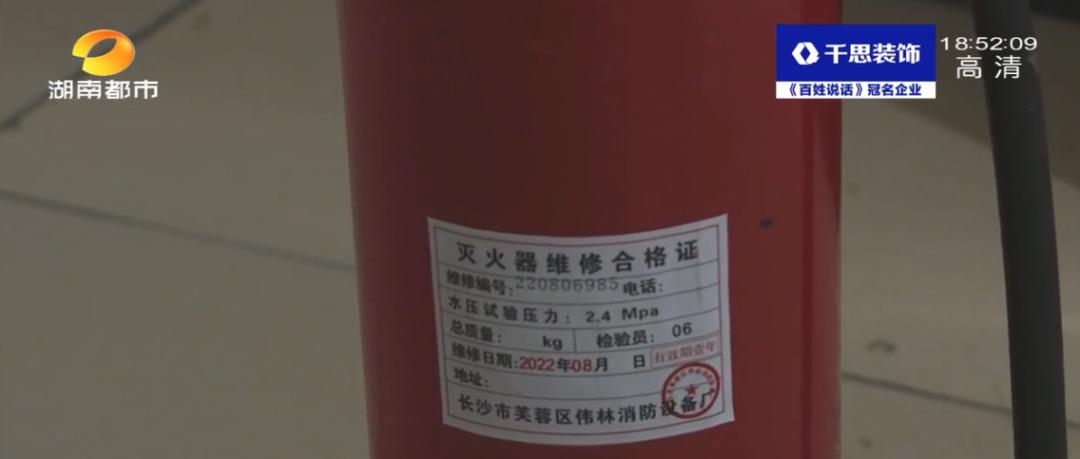 湖南都市
千思装饰
《百姓说话》冠名企业
18:52:09
高清
灭火器维修合格证
维修编号:220806985 电话:
水压试验压力: 2.4 Mpa
总质量: kg 检验员: 06
维修日期:2022年08月 日 有效期壹年
地址:
长沙市芙蓉区伟林消防设备厂